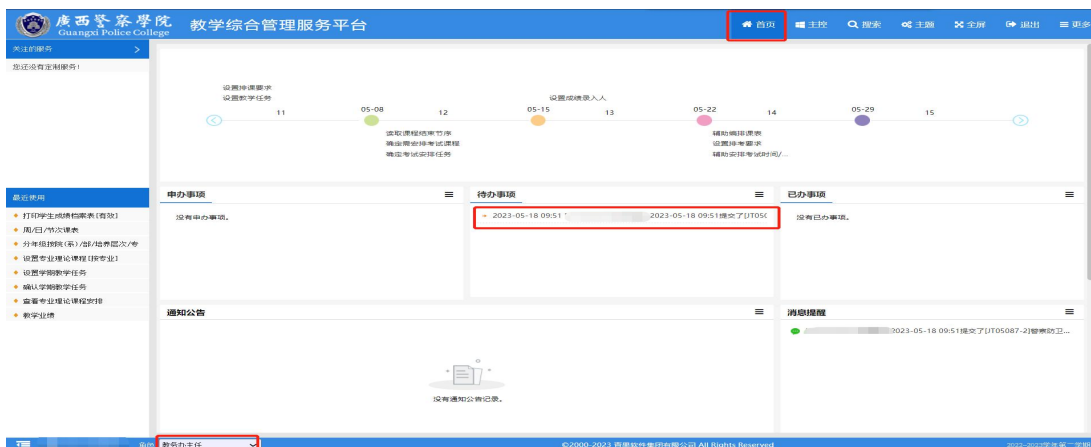 廣西警察學院 教学综合管理服务平台
Guangxi Police College
首页 主控 搜索 主题 全屏 退出 更多
关注的服务
您还没有定制服务!
设置排课要求
设置教学任务
设置成绩录入人
11 05-08 12 05-15 13 05-22 14 05-29 15
读取课程结束节序
确定需安排考试课程
确定考试安排任务
辅助编排课表
设置排考要求
辅助安排考试时间/...
最近使用
打印学生成绩档案表[有效]
周/日/节次课表
分年级按院(系)/部/培养层次/专
设置专业理论课程[按专业]
设置学期教学任务
确认学期教学任务
查看专业理论课程安排
教学业绩
申办事项
没有申办事项。
待办事项
2023-05-18 09:51 2023-05-18 09:51提交了[JT05(
已办事项
没有已办事项。
通知公告
没有通知公告记录。
消息提醒
2023-05-18 09:51提交了[JT05087-2]警察防卫...
角色 教务办主任
©2000-2023 青果软件集团有限公司 All Rights Reserved
2022-2023学年第二学期